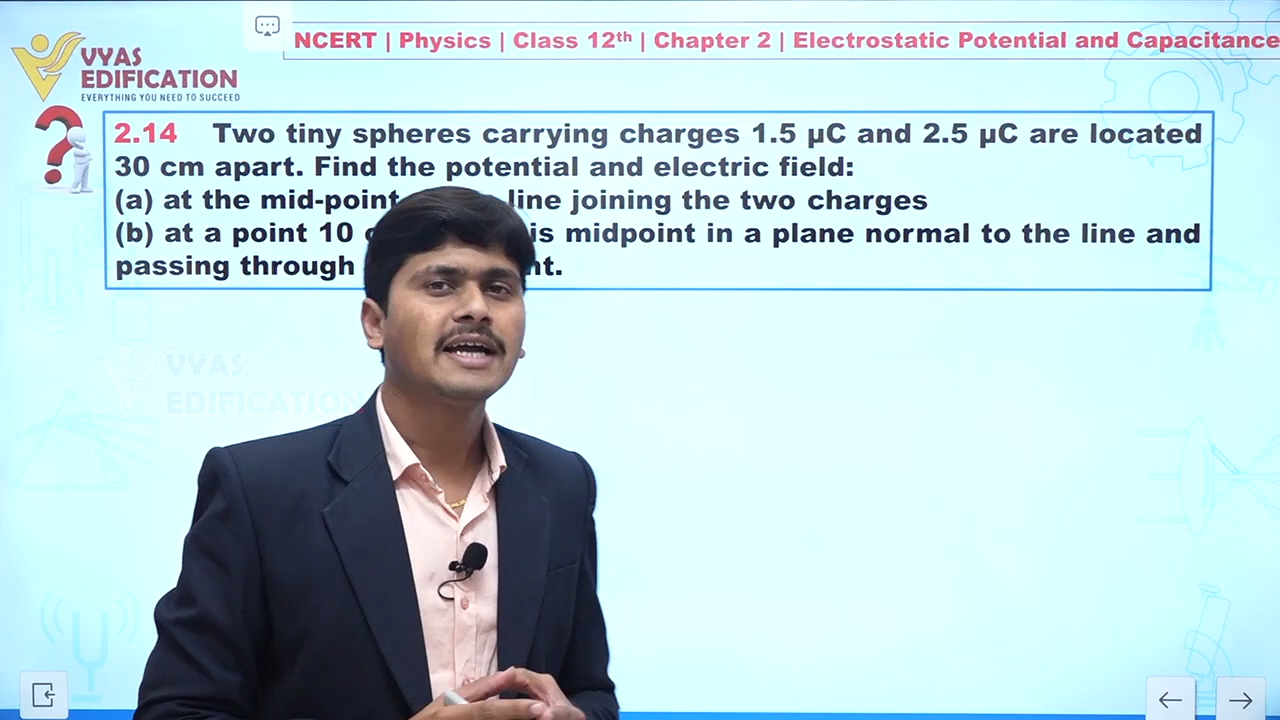 NCERT | Physics | Class 12th | Chapter 2 | Electrostatic Potential and Capacitance
VYAS
EDIFICATION
EVERYTHING YOU NEED TO SUCCEED
2.14 Two tiny spheres carrying charges 1.5 μC and 2.5 μC are located
30 cm apart. Find the potential and electric field:
(a) at the mid-point line joining the two charges
(b) at a point 10 is midpoint in a plane normal to the line and
passing through
VYAS
EDIFICATION